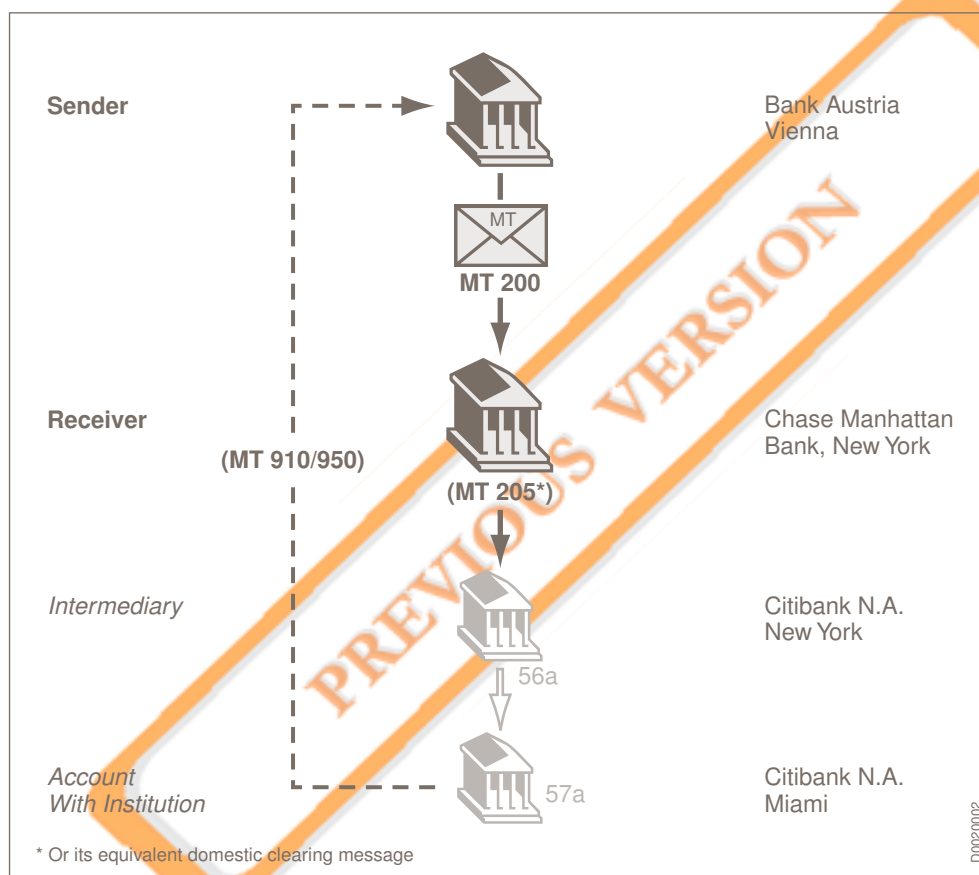 Sender
Bank Austria
Vienna
MT
MT 200
Receiver
Chase Manhattan
Bank, New York
(MT 910/950)
(MT 205*)
Intermediary
Citibank N.A.
New York
56a
Account
With Institution
57a
Citibank N.A.
Miami
* Or its equivalent domestic clearing message
D0020002
PREVIOUS VERSION